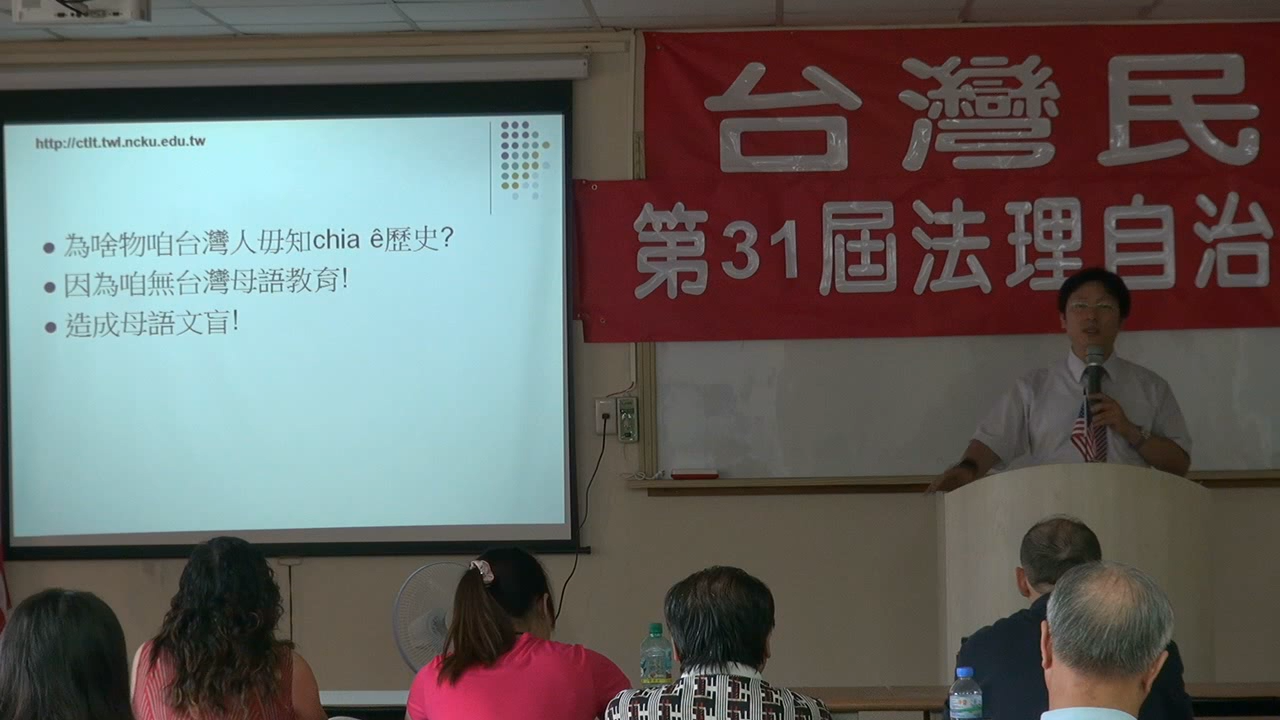 http://ctlt.twl.ncku.edu.tw
為啥物咱台灣人毋知chia ê歷史?
因為咱無台灣母語教育!
造成母語文盲!
台灣民
第31屆法理自治